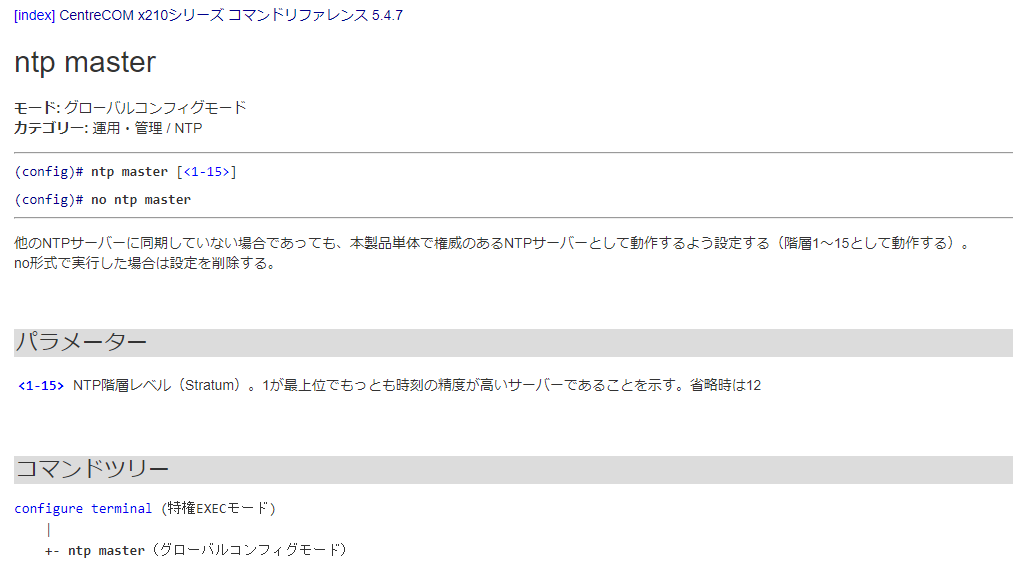 [index] CentreCOM x210シリーズ コマンドリファレンス 5.4.7
ntp master
モード: グローバルコンフィグモード
カテゴリー: 運用・管理 / NTP
(config)# ntp master [<1-15>]
(config)# no ntp master
他のNTPサーバーに同期していない場合であっても、本製品単体で権威のあるNTPサーバーとして動作するよう設定する（階層1～15として動作する）。
no形式で実行した場合は設定を削除する。
パラメーター
<1-15> NTP階層レベル（Stratum）。1が最上位でもっとも時刻の精度が高いサーバーであることを示す。省略時は12
コマンドツリー
configure terminal (特権EXECモード)
|
+- ntp master（グローバルコンフィグモード）